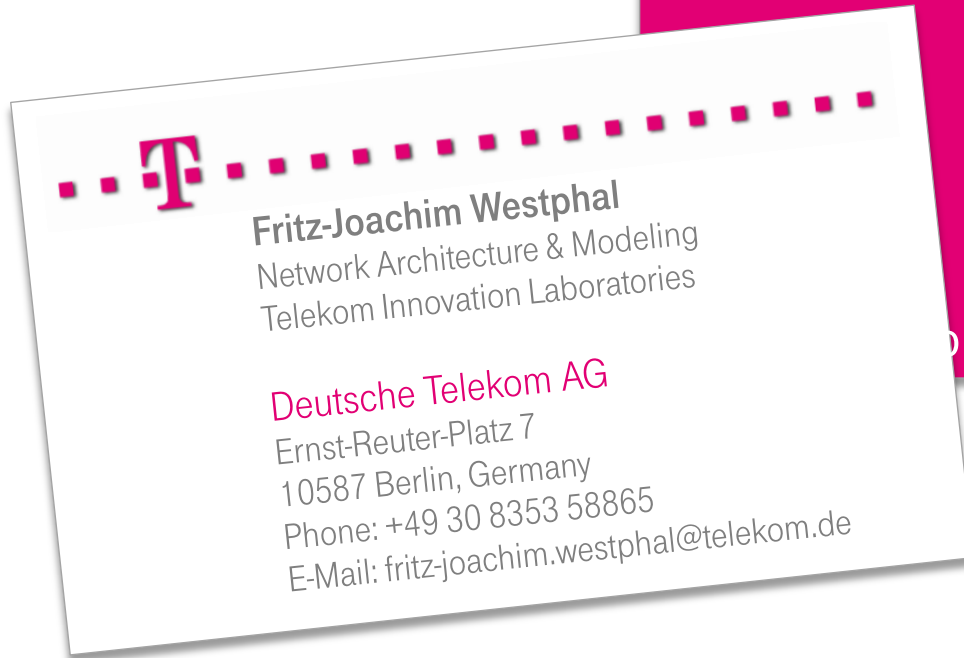 T
Fritz-Joachim Westphal
Network Architecture & Modeling
Telekom Innovation Laboratories
Deutsche Telekom AG
Ernst-Reuter-Platz 7
10587 Berlin, Germany
Phone: +49 30 8353 58865
E-Mail: fritz-joachim.westphal@telekom.de